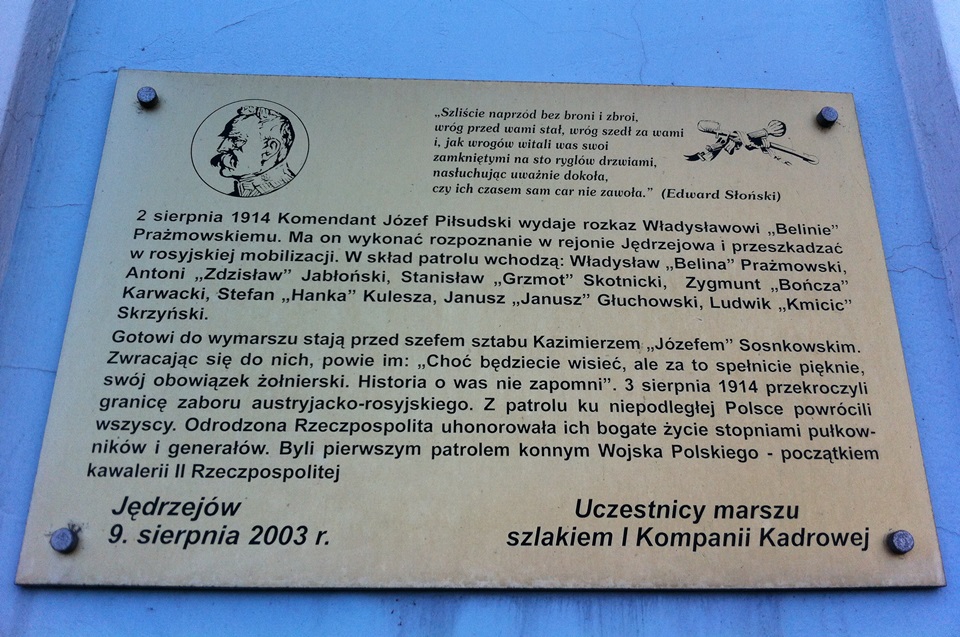 „Szliście naprzód bez broni i zbroi,
wróg przed wami stał, wróg szedł za wami
i, jak wrogów witali was swoi
zamkniętymi na sto ryglów drzwiami,
nasłuchując uważnie dokoła,
czy ich czasem sam car nie zawoła.” (Edward Słoński)
2 sierpnia 1914 Komendant Józef Piłsudski wydaje rozkaz Władysławowi „Belinie”
Prażmowskiemu. Ma on wykonać rozpoznanie w rejonie Jędrzejowa i przeszkadzać
w rosyjskiej mobilizacji. W skład patrolu wchodzą: Władysław „Belina” Prażmowski,
Antoni „Zdzisław” Jabłoński, Stanisław „Grzmot” Skotnicki, Zygmunt „Bończa”
Karwacki, Stefan „Hanka” Kulesza, Janusz „Janusz” Głuchowski, Ludwik „Kmicic”
Skrzyński.
Gotowi do wymarszu stają przed szefem sztabu Kazimierzem „Józefem” Sosnkowskim.
Zwracając się do nich, powie im: „Choć będziecie wisieć, ale za to spełnicie pięknie,
swój obowiązek żołnierski. Historia o was nie zapomni”. 3 sierpnia 1914 przekroczyli
granicę zaboru austryjacko-rosyjskiego. Z patrolu ku niepodległej Polsce powrócili
wszyscy. Odrodzona Rzeczpospolita uhonorowała ich bogate życie stopniami pułkow-
ników i generałów. Byli pierwszym patrolem konnym Wojska Polskiego - początkiem
kawalerii II Rzeczpospolitej
Jędrzejów
9. sierpnia 2003 r.
Uczestnicy marszu
szlakiem I Kompanii Kadrowej